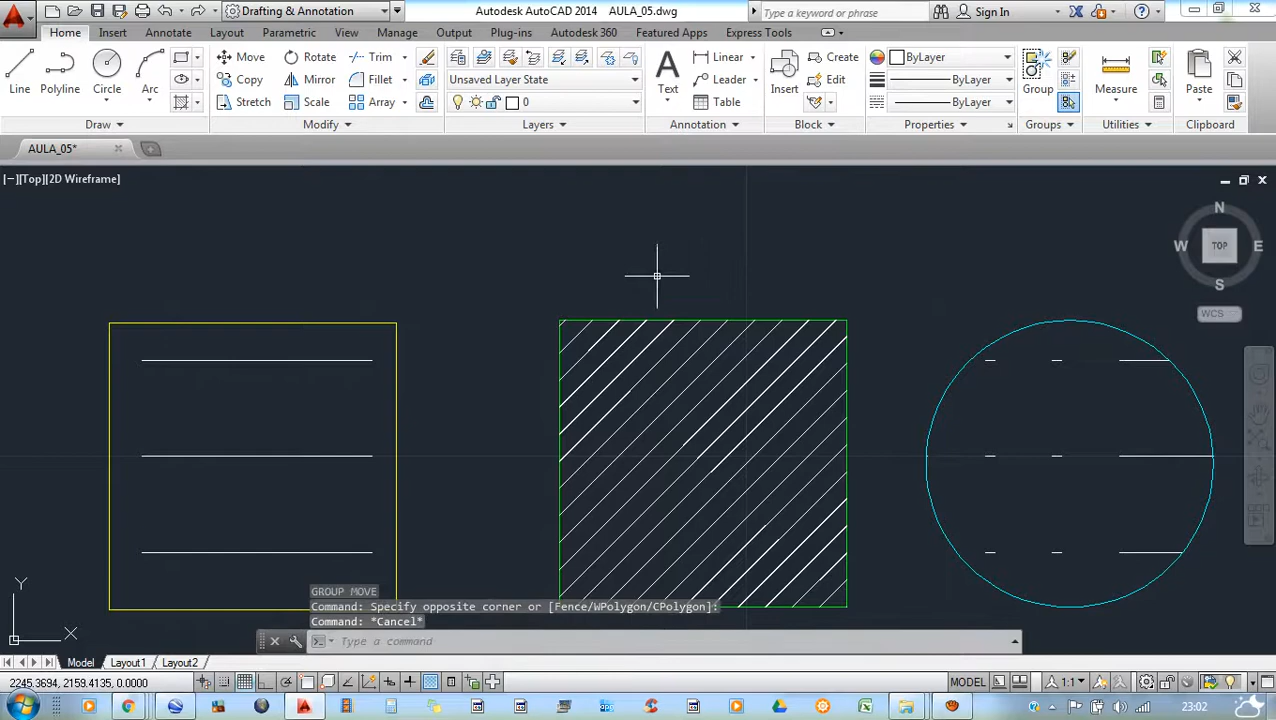 Drafting & Annotation
Autodesk AutoCAD 2014 AULA_05.dwg
Type a keyword or phrase
Sign In
Home Insert Annotate Layout Parametric View Manage Output Plug-ins Autodesk 360 Featured Apps Express Tools
Line Polyline Circle Arc
Move Rotate Trim
Copy Mirror Fillet
Stretch Scale Array
Unsaved Layer State
0
Text
Linear
Leader
Table
Insert
Create
Edit
ByLayer
ByLayer
ByLayer
Group
Measure
Paste
Draw Modify Layers Annotation Block Properties Groups Utilities Clipboard
AULA_05*
[−][Top][2D Wireframe]
N
W TOP E
S
WCS
GROUP MOVE
Command: Specify opposite corner or [Fence/WPolygon/CPolygon]:
Command: *Cancel*
Type a command
Y
X
Model Layout1 Layout2
2245.3694, 2159.4135, 0.0000
MODEL
1:1
23:02